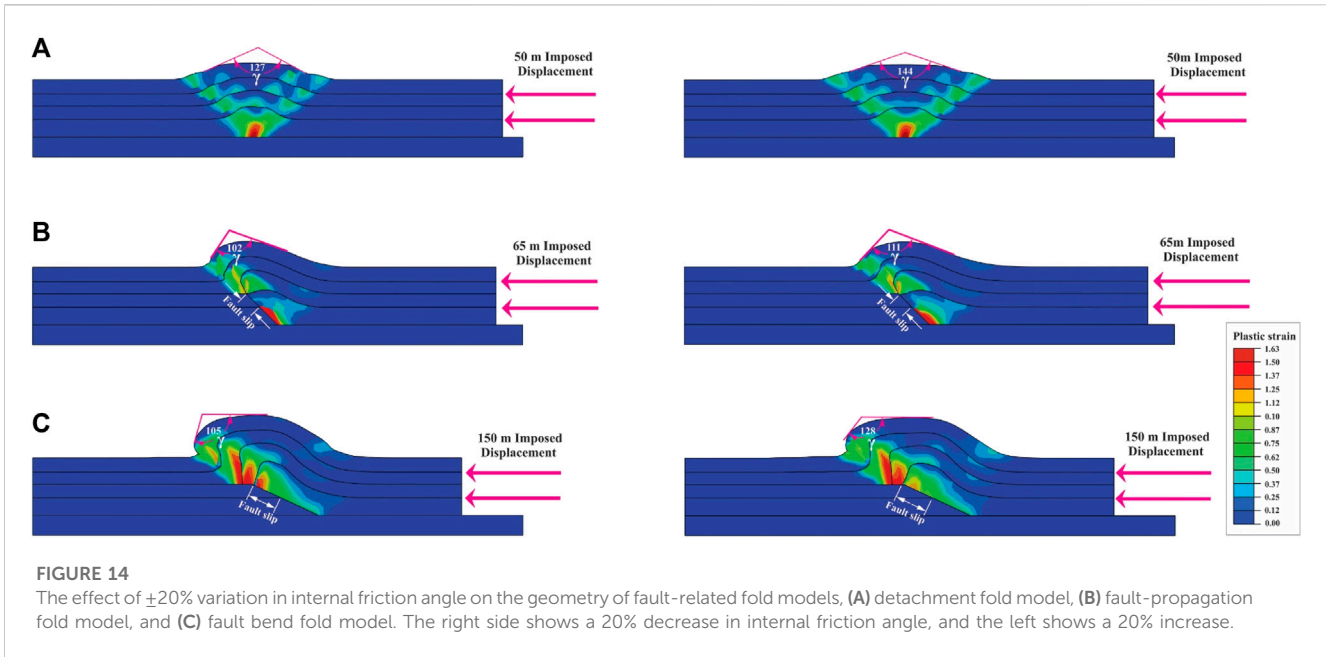 A
50 m Imposed
Displacement
127
γ
50m Imposed
Displacement
144
γ
B
65 m Imposed
Displacement
102
γ
Fault slip
65m Imposed
Displacement
111
γ
Fault slip
C
150 m Imposed
Displacement
105
γ
Fault slip
150 m Imposed
Displacement
128
γ
Fault slip
Plastic strain
1.63
1.50
1.37
1.25
1.12
0.10
0.87
0.75
0.62
0.50
0.37
0.25
0.12
0.00
FIGURE 14
The effect of ±20% variation in internal friction angle on the geometry of fault-related fold models, (A) detachment fold model, (B) fault-propagation
fold model, and (C) fault bend fold model. The right side shows a 20% decrease in internal friction angle, and the left shows a 20% increase.